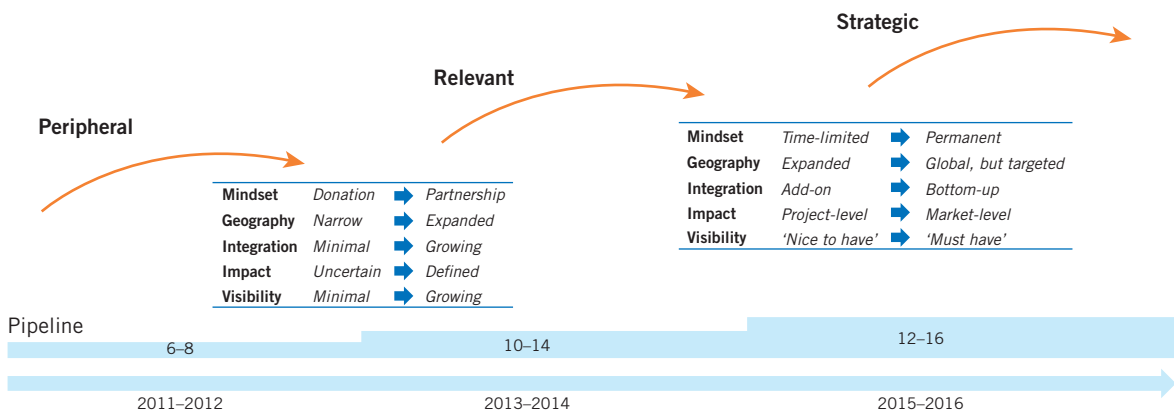 Strategic
Relevant
Peripheral
Mindset Time-limited Permanent
Geography Expanded Global, but targeted
Integration Add-on Bottom-up
Impact Project-level Market-level
Visibility ‘Nice to have’ ‘Must have’
Mindset Donation Partnership
Geography Narrow Expanded
Integration Minimal Growing
Impact Uncertain Defined
Visibility Minimal Growing
Pipeline
6–8 10–14 12–16
2011–2012 2013–2014 2015–2016